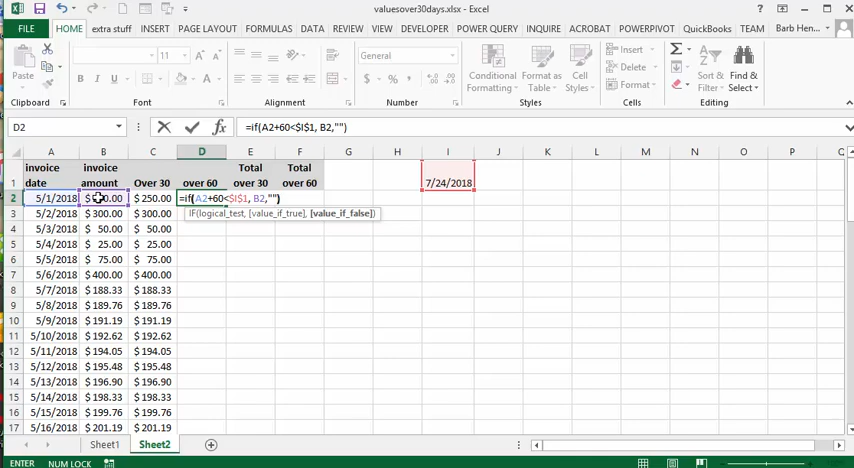 valuesover30days.xlsx - Excel
FILE HOME extra stuff INSERT PAGE LAYOUT FORMULAS DATA REVIEW VIEW DEVELOPER POWERPIVOT INQUIRE ACROBAT POWERPIVOT QuickBooks TEAM Barb Hen...
Paste
11
General
Conditional Formatting
Format as Table
Cell Styles
Insert
Delete
Format
Sort & Filter
Find & Select
Clipboard Font Alignment Number Styles Cells Editing
D2 =if(A2+60<$I$1, B2,"")
A B C D E F G H I J K L M N O P Q
1 invoice date invoice amount Over 30 over 60 Total over 30 Total over 60 7/24/2018
2 5/1/2018 $ 250.00 =if(A2+60<$I$1, B2,"")
IF(logical_test, [value_if_true], [value_if_false])
3 5/2/2018 $ 300.00 $ 300.00
4 5/3/2018 $ 50.00 $ 50.00
5 5/4/2018 $ 25.00 $ 25.00
6 5/5/2018 $ 75.00 $ 75.00
7 5/6/2018 $ 400.00 $ 400.00
8 5/7/2018 $ 188.33 $ 188.33
9 5/8/2018 $ 189.76 $ 189.76
10 5/9/2018 $ 191.19 $ 191.19
11 5/10/2018 $ 192.62 $ 192.62
12 5/11/2018 $ 194.05 $ 194.05
13 5/12/2018 $ 195.48 $ 195.48
14 5/13/2018 $ 196.90 $ 196.90
15 5/14/2018 $ 198.33 $ 198.33
16 5/15/2018 $ 199.76 $ 199.76
17 5/16/2018 $ 201.19 $ 201.19
Sheet1 Sheet2
ENTER NUM LOCK